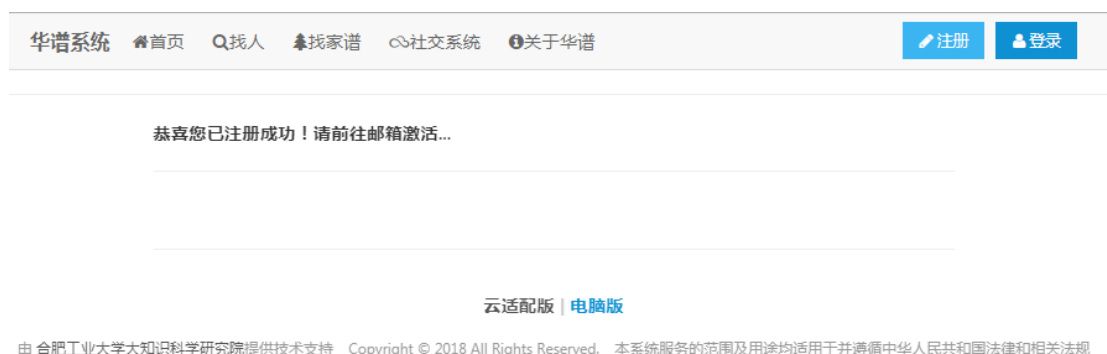 华谱系统 首页 找人 找家谱 社交系统 关于华谱 注册 登录
恭喜您已注册成功！请前往邮箱激活...
云适配版 | 电脑版
由 合肥工业大学大知识科学研究院提供技术支持 Copyright © 2018 All Rights Reserved. 本系统服务的范围及用途均适用于并遵循中华人民共和国法律和相关法规